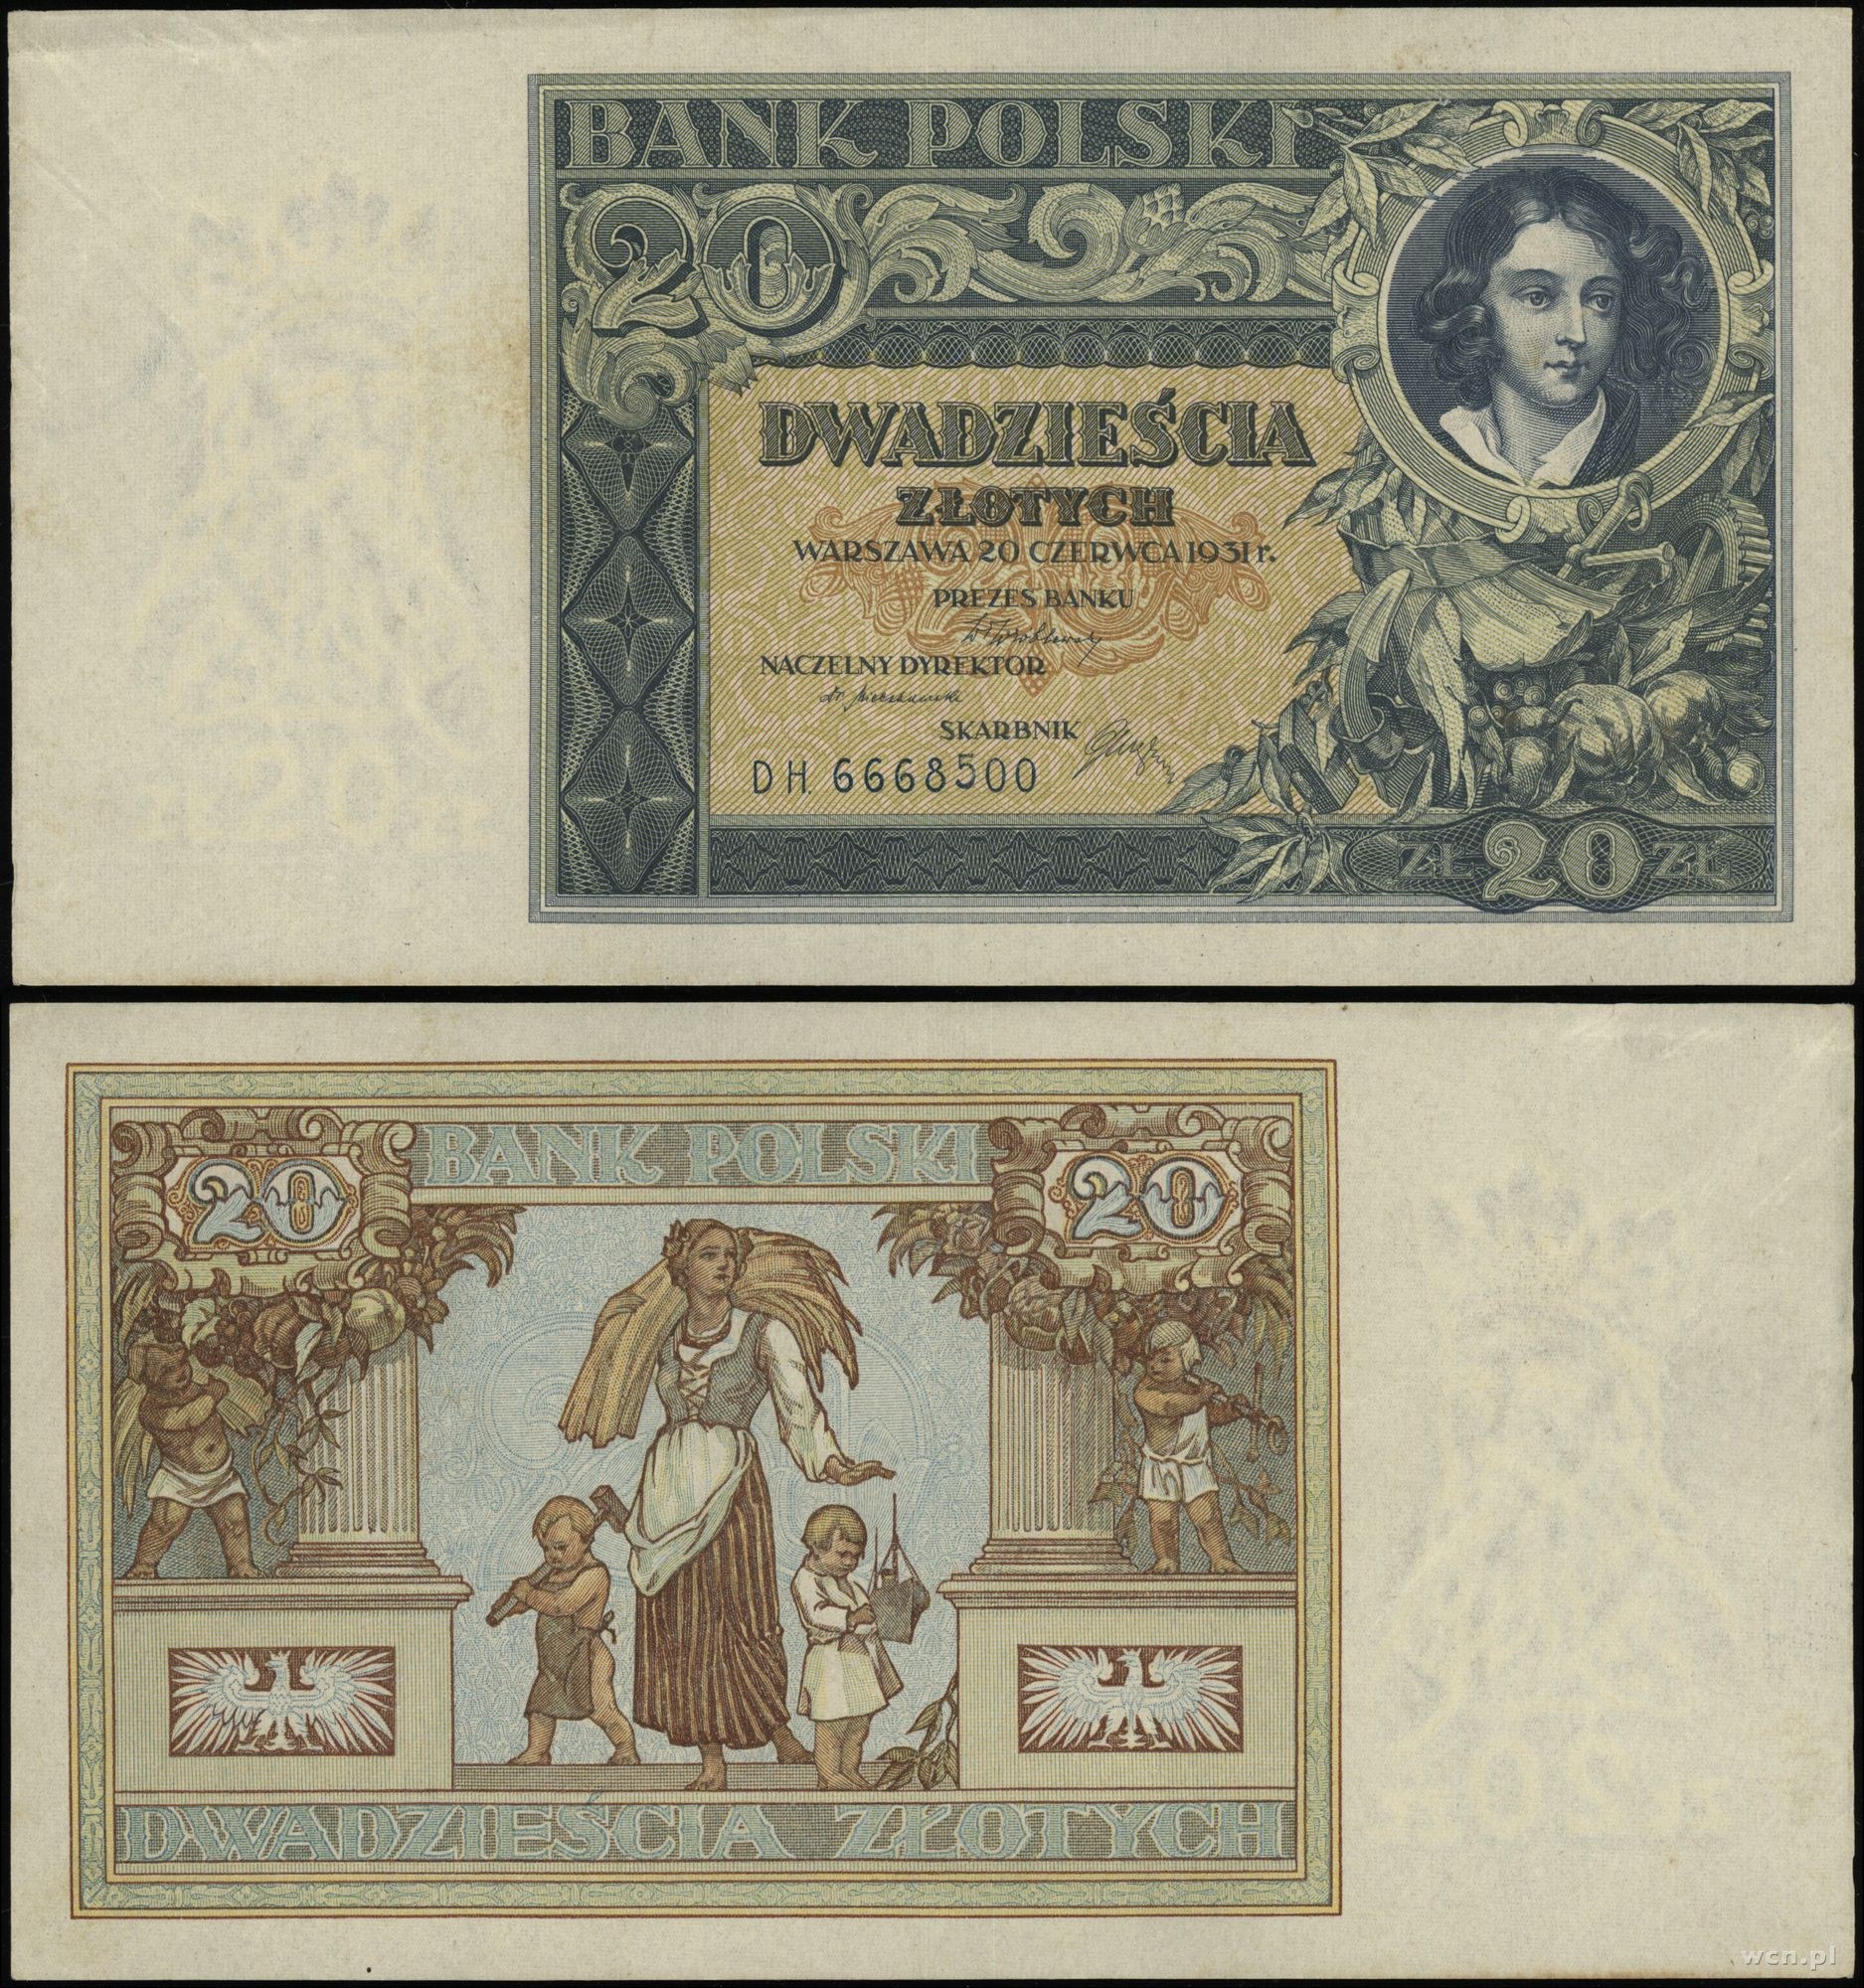 BANK POLSKI
20
DWADZIEŚCIA
ZŁOTYCH
WARSZAWA 20 CZERWCA 1931 r.
PREZES BANKU
NACZELNY DYREKTOR
SKARBNIK
DH. 6668500
ZŁ 20 ZŁ
20 BANK POLSKI 20
DWADZIEŚCIA ZŁOTYCH
wcn.pl